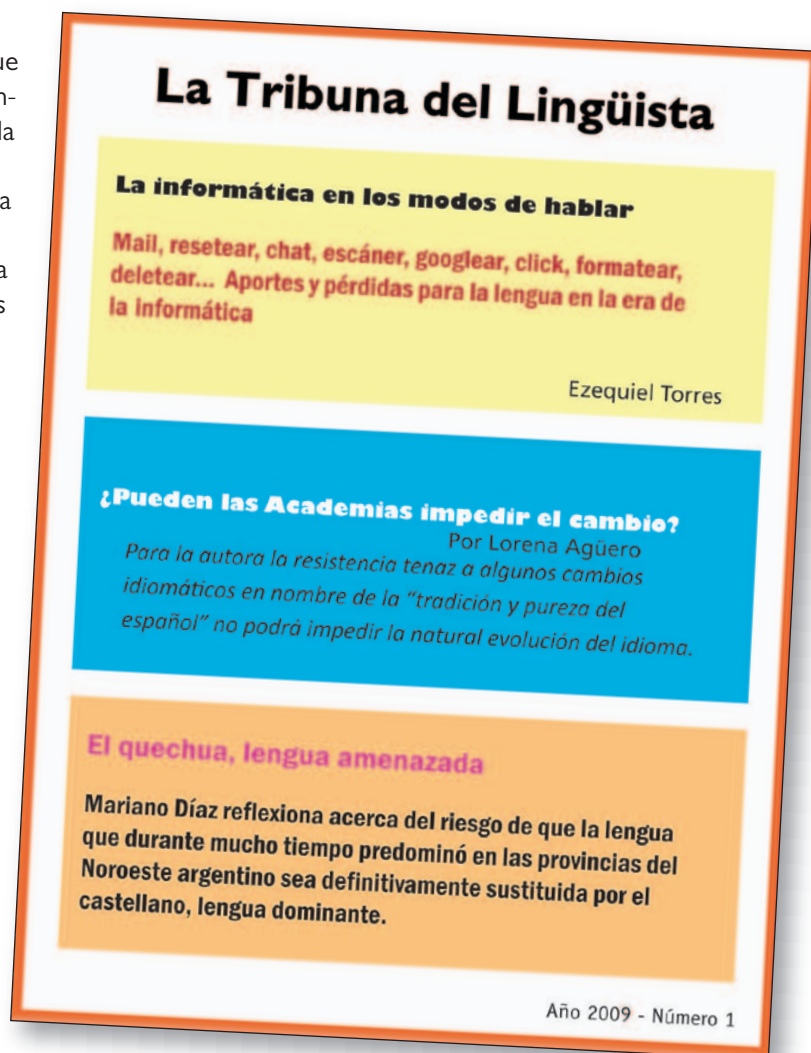 La Tribuna del Lingüista
La informática en los modos de hablar
Mail, resetear, chat, escáner, googlear, click, formatear,
deletear... Aportes y pérdidas para la lengua en la era de
la informática
Ezequiel Torres
¿Pueden las Academias impedir el cambio?
Por Lorena Agüero
Para la autora la resistencia tenaz a algunos cambios
idiomáticos en nombre de la “tradición y pureza del
español” no podrá impedir la natural evolución del idioma.
El quechua, lengua amenazada
Mariano Díaz reflexiona acerca del riesgo de que la lengua
que durante mucho tiempo predominó en las provincias del
Noroeste argentino sea definitivamente sustituida por el
castellano, lengua dominante.
Año 2009 - Número 1